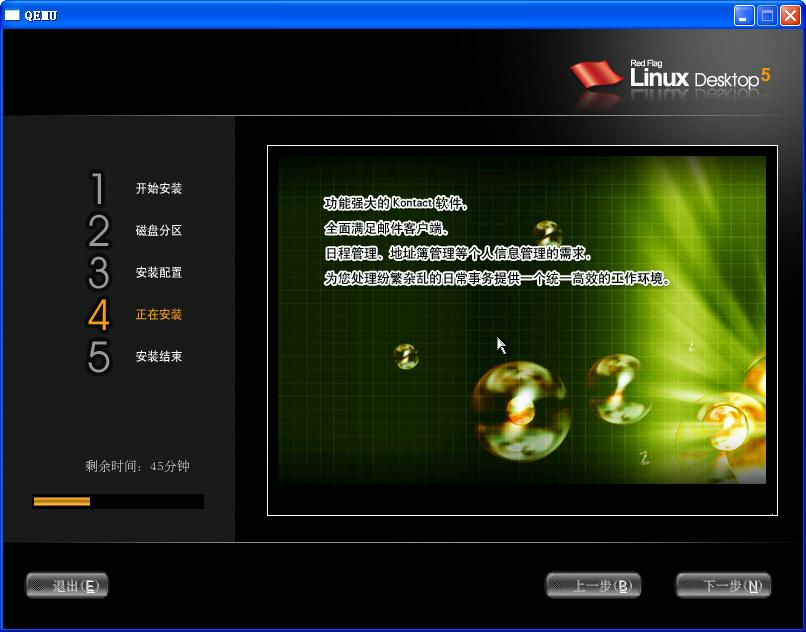 QEMU
Red Flag
Linux Desktop 5
1 开始安装
2 磁盘分区
3 安装配置
4 正在安装
5 安装结束
功能强大的 Kontact 软件,
全面满足邮件客户端、
日程管理、地址簿管理等个人信息管理的需求。
为您处理纷繁杂乱的日常事务提供一个统一高效的工作环境。
剩余时间: 45分钟
退出(E)
上一步(B)
下一步(N)